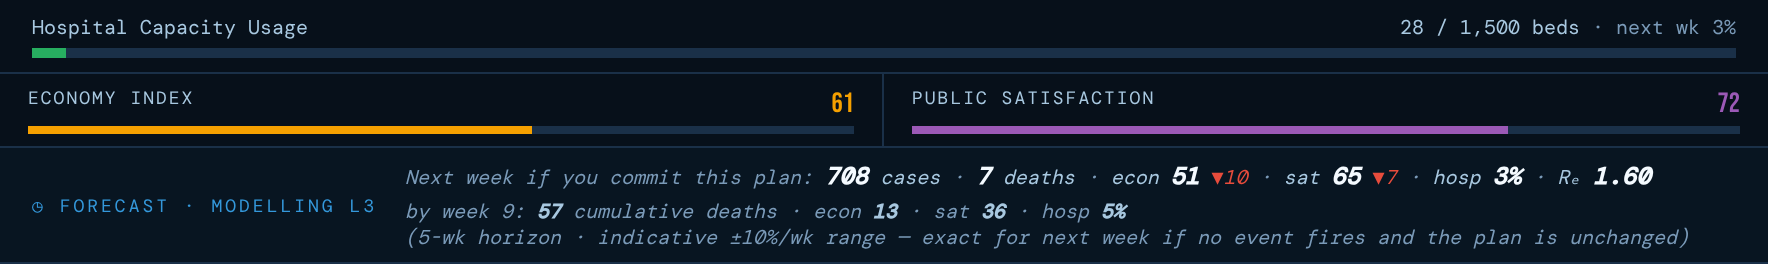 Hospital Capacity Usage 28 / 1,500 beds · next wk 3%
ECONOMY INDEX 61 PUBLIC SATISFACTION 72
Next week if you commit this plan: 708 cases · 7 deaths · econ 51 ▼10 · sat 65 ▼7 · hosp 3% · Rₑ 1.60
◷ FORECAST · MODELLING L3
by week 9: 57 cumulative deaths · econ 13 · sat 36 · hosp 5%
(5-wk horizon · indicative ±10%/wk range — exact for next week if no event fires and the plan is unchanged)